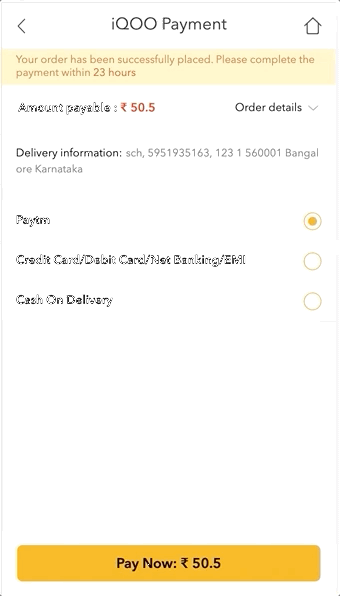 iQOO Payment
Your order has been successfully placed. Please complete the
payment within 23 hours
Amount payable : ₹ 50.5 Order details
Delivery information: sch, 5951935163, 123 1 560001 Bangal
ore Karnataka
Paytm
Credit Card/Debit Card/Net Banking/EMI
Cash On Delivery
Pay Now: ₹ 50.5